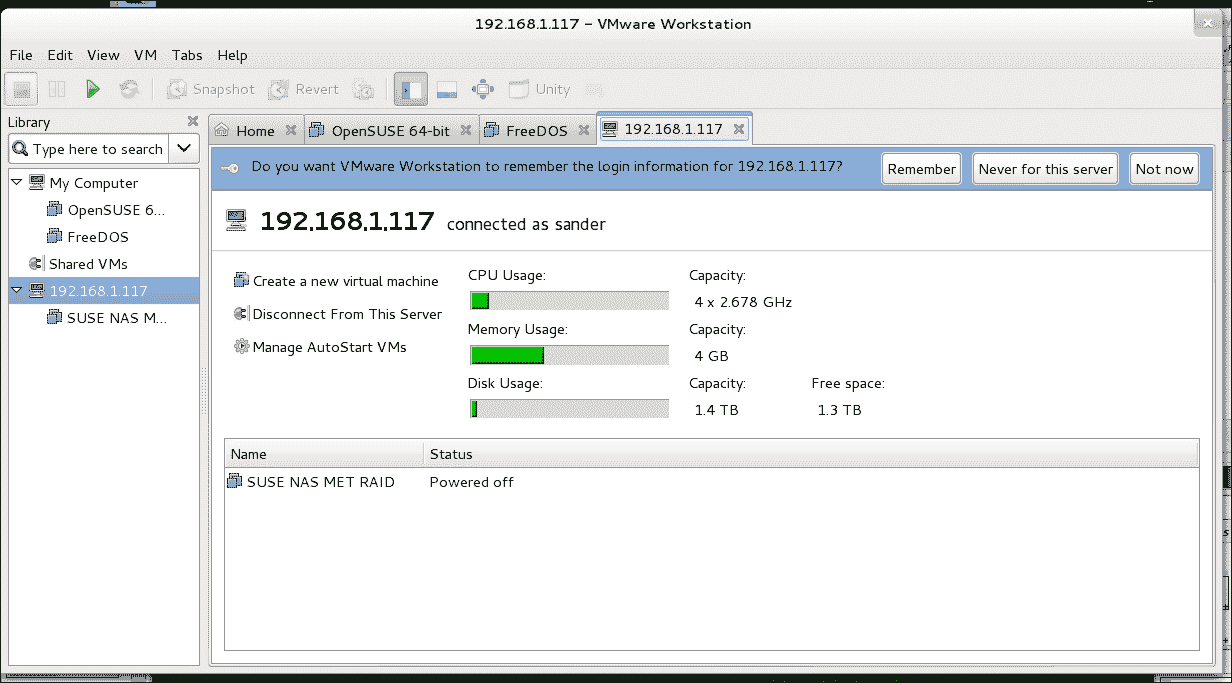 192.168.1.117 - VMware Workstation
File Edit View VM Tabs Help
Snapshot Revert Unity
Library
Home OpenSUSE 64-bit FreeDOS 192.168.1.117
Type here to search
Do you want VMware Workstation to remember the login information for 192.168.1.117? Remember Never for this server Not now
My Computer
OpenSUSE 6...
FreeDOS
Shared VMs
192.168.1.117
SUSE NAS M...
192.168.1.117 connected as sander
Create a new virtual machine
Disconnect From This Server
Manage AutoStart VMs
CPU Usage: Capacity:
4 x 2.678 GHz
Memory Usage: Capacity:
4 GB
Disk Usage: Capacity: Free space:
1.4 TB 1.3 TB
Name Status
SUSE NAS MET RAID Powered off